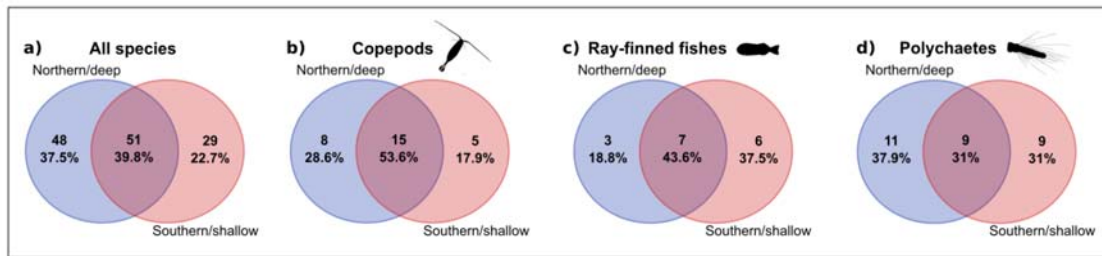 a) All species
Northern/deep
48
37.5%
51
39.8%
29
22.7%
Southern/shallow
b) Copepods
Northern/deep
8
28.6%
15
53.6%
5
17.9%
Southern/shallow
c) Ray-finned fishes
Northern/deep
3
18.8%
7
43.6%
6
37.5%
Southern/shallow
d) Polychaetes
Northern/deep
11
37.9%
9
31%
9
31%
Southern/shallow